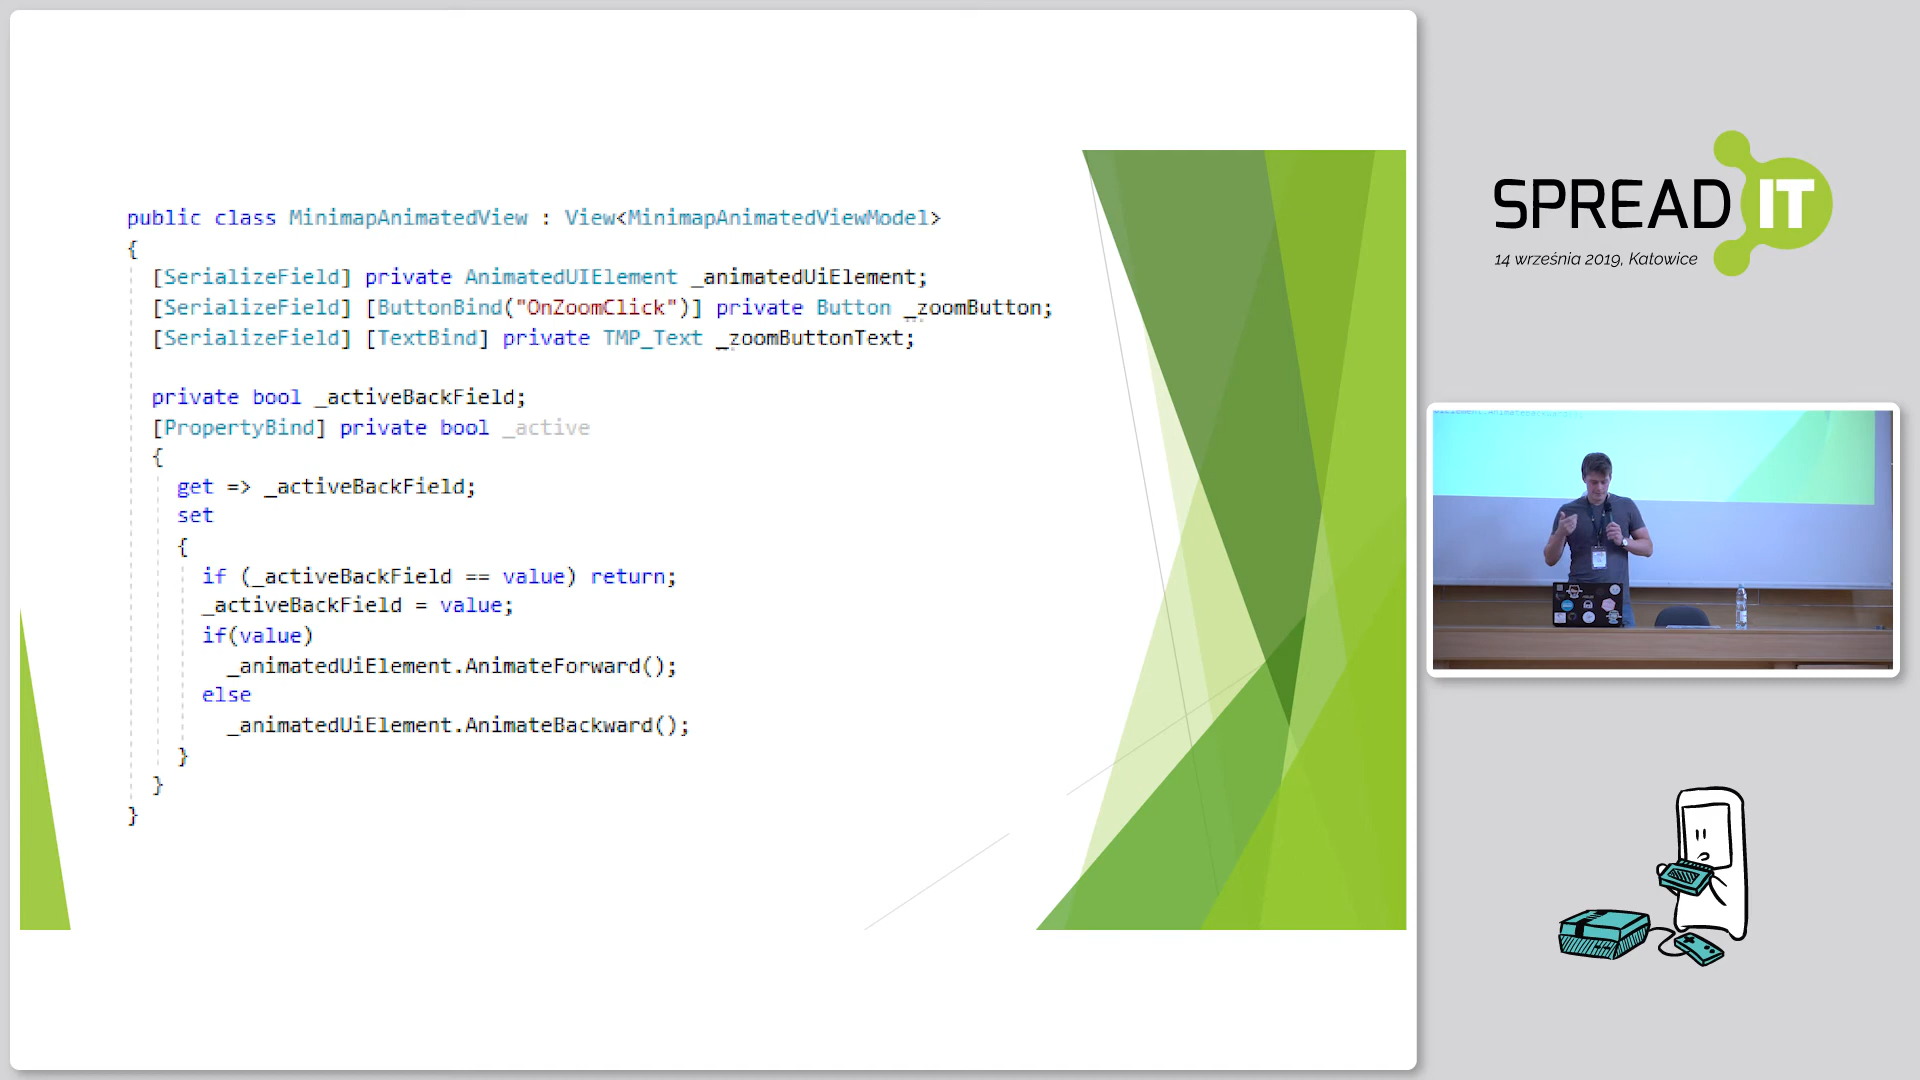 public class MinimapAnimatedView : View<MinimapAnimatedViewModel>
{
[SerializeField] private AnimatedUIElement _animatedUiElement;
[SerializeField] [ButtonBind("OnZoomClick")] private Button _zoomButton;
[SerializeField] [TextBind] private TMP_Text _zoomButtonText;
private bool _activeBackField;
[PropertyBind] private bool _active
{
get => _activeBackField;
set
{
if (_activeBackField == value) return;
_activeBackField = value;
if(value)
_animatedUiElement.AnimateForward();
else
_animatedUiElement.AnimateBackward();
}
}
}
SPREAD IT
14 września 2019, Katowice